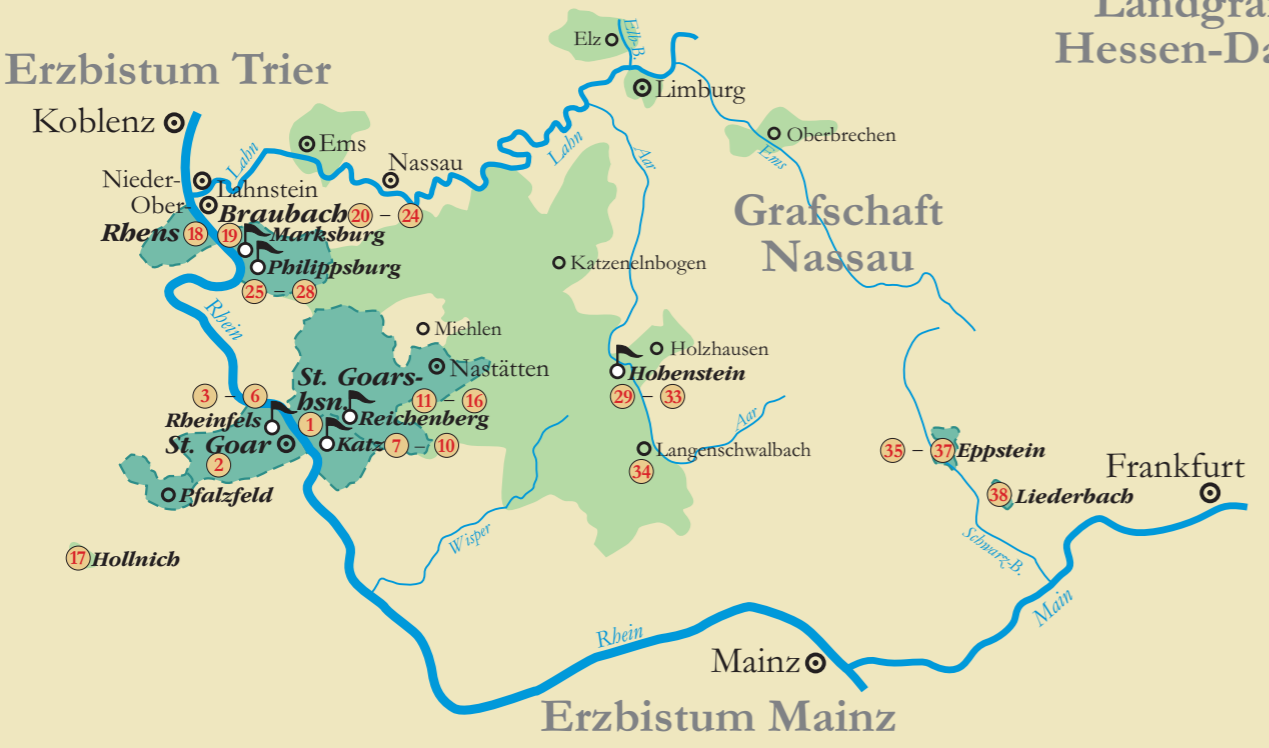 Landgra
Hessen-Da
Erzbistum Trier
Elz
Elb-B.
Limburg
Koblenz
Oberbrechen
Ems
Ems
Lahn
Lahn
Aar
Nassau
Nieder-
Lahnstein
Ober-
Braubach 20 – 24
Rhens 18
19 Marksburg
Philippsburg
25 – 28
Grafschaft
Nassau
Katzenelnbogen
Rhein
Miehlen
Holzhausen
Nastätten
Hohenstein
29 – 33
St. Goars-
hsn.
11 – 16
3 – 6
Rheinfels
1
Reichenberg
St. Goar
Katz 7 – 10
2
Aar
Langenschwalbach
34
35 – 37 Eppstein
Frankfurt
Pfalzfeld
38 Liederbach
Wisper
Schwarz-B.
17 Hollnich
Main
Rhein
Mainz
Erzbistum Mainz